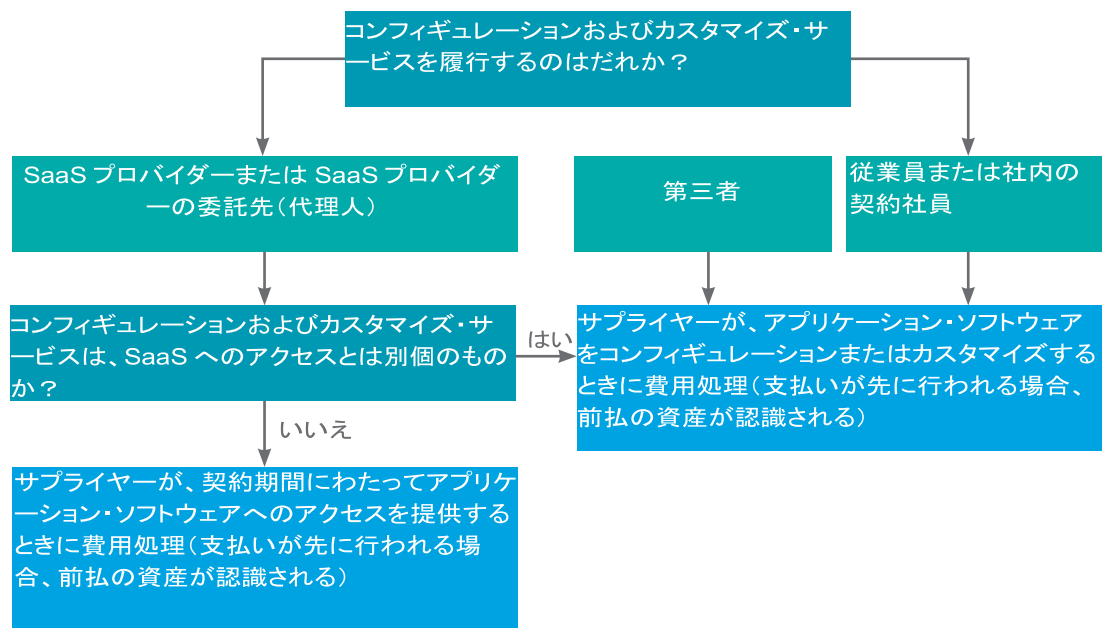 コンフィギュレーションおよびカスタマイズ・サ
ービスを履行するのはだれか？
SaaS プロバイダーまたは SaaS プロバイダ
ーの委託先（代理人）
第三者
従業員または社内の
契約社員
コンフィギュレーションおよびカスタマイズ・サ
ービスは、SaaS へのアクセスとは別個のもの
か？
はい
サプライヤーが、アプリケーション・ソフトウェア
をコンフィギュレーションまたはカスタマイズする
ときに費用処理（支払いが先に行われる場合、
前払の資産が認識される）
いいえ
サプライヤーが、契約期間にわたってアプリケ
ーション・ソフトウェアへのアクセスを提供する
ときに費用処理（支払いが先に行われる場
合、前払の資産が認識される）